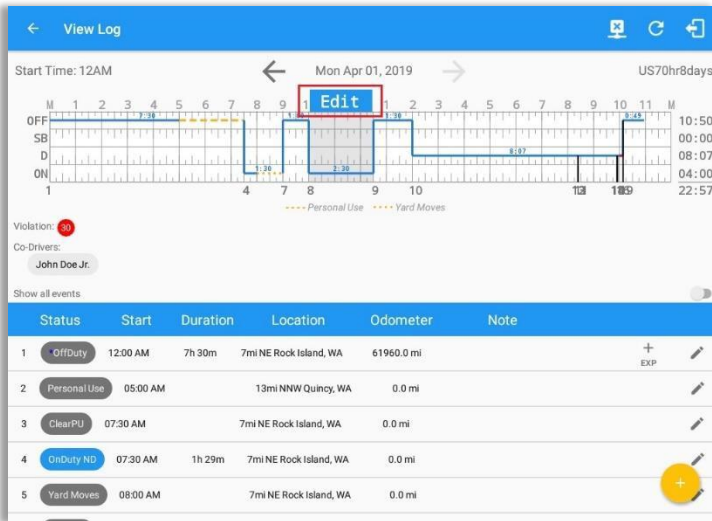 View Log
Start Time: 12AM
Mon Apr 01, 2019
US70hr8days
Edit
M 1 2 3 4 5 6 7 8 9 1 1 2 3 4 5 6 7 8 9 10 11 M
OFF 7:30 1:30 0:49 10:50
SB 00:00
D 8:07 08:07
ON 1:30 2:30 04:00
1 4 7 8 9 10 22:57
Personal Use Yard Moves
Violation: 30
Co-Drivers:
John Doe Jr.
Show all events
Status Start Duration Location Odometer Note
1 *OffDuty 12:00 AM 7h 30m 7mi NE Rock Island, WA 61960.0 mi + EXP
2 Personal Use 05:00 AM 13mi NNW Quincy, WA 0.0 mi
3 ClearPU 07:30 AM 7mi NE Rock Island, WA 0.0 mi
4 OnDuty ND 07:30 AM 1h 29m 7mi NE Rock Island, WA 0.0 mi
5 Yard Moves 08:00 AM 7mi NE Rock Island, WA 0.0 mi
+